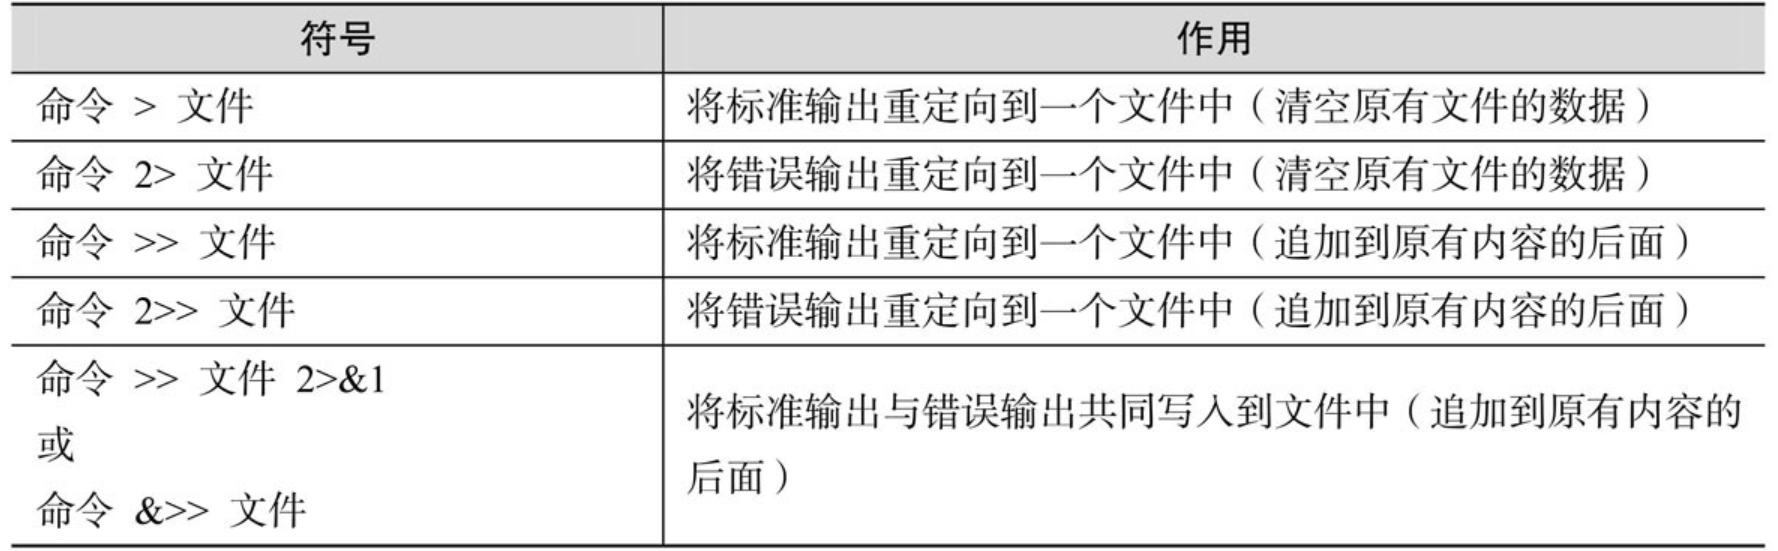 符号 作用
命令 > 文件 将标准输出重定向到一个文件中（清空原有文件的数据）
命令 2> 文件 将错误输出重定向到一个文件中（清空原有文件的数据）
命令 >> 文件 将标准输出重定向到一个文件中（追加到原有内容的后面）
命令 2>> 文件 将错误输出重定向到一个文件中（追加到原有内容的后面）
命令 >> 文件 2>&1
或
命令 &>> 文件
将标准输出与错误输出共同写入到文件中（追加到原有内容的
后面）